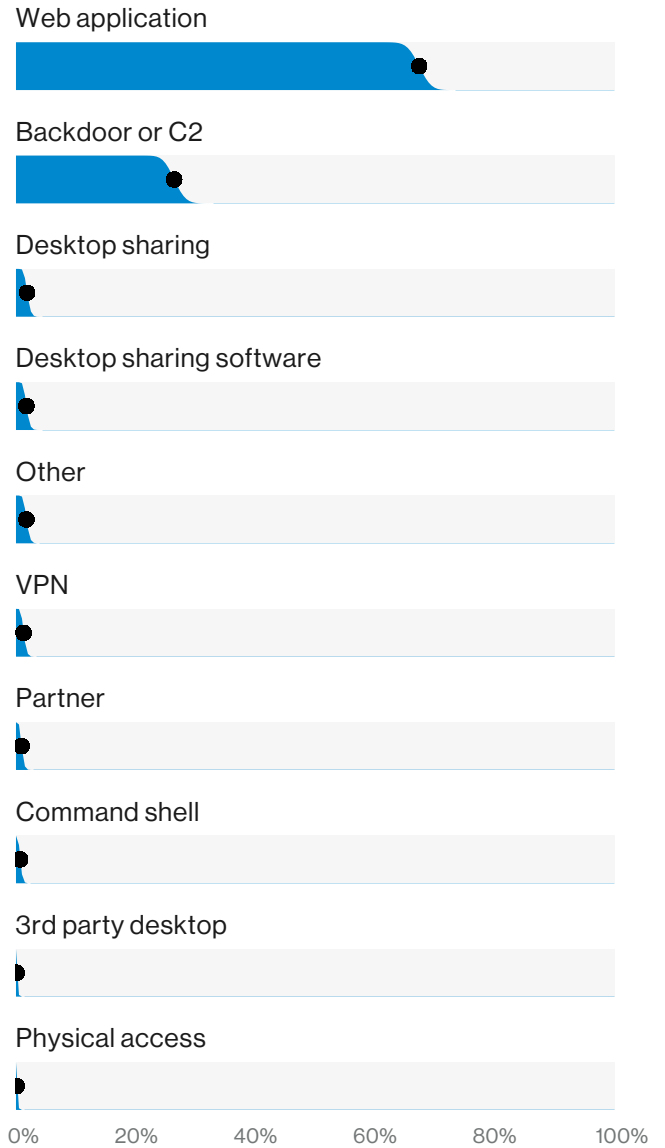 Web application
Backdoor or C2
Desktop sharing
Desktop sharing software
Other
VPN
Partner
Command shell
3rd party desktop
Physical access
0% 20% 40% 60% 80% 100%